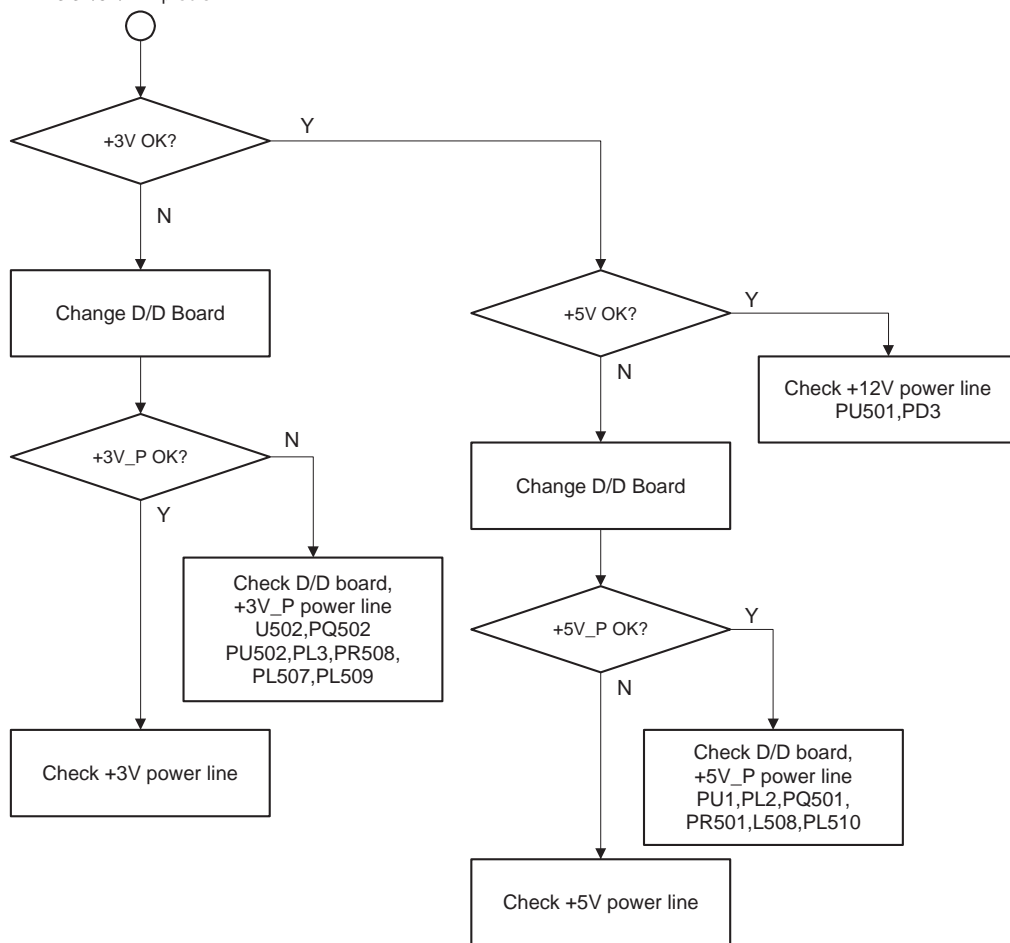 +3V OK?
Y
N
Change D/D Board
+5V OK?
Y
N
Check +12V power line
PU501,PD3
+3V_P OK?
N
Y
Change D/D Board
Check D/D board,
+3V_P power line
U502,PQ502
PU502,PL3,PR508,
PL507,PL509
+5V_P OK?
Y
N
Check +3V power line
Check D/D board,
+5V_P power line
PU1,PL2,PQ501,
PR501,L508,PL510
Check +5V power line